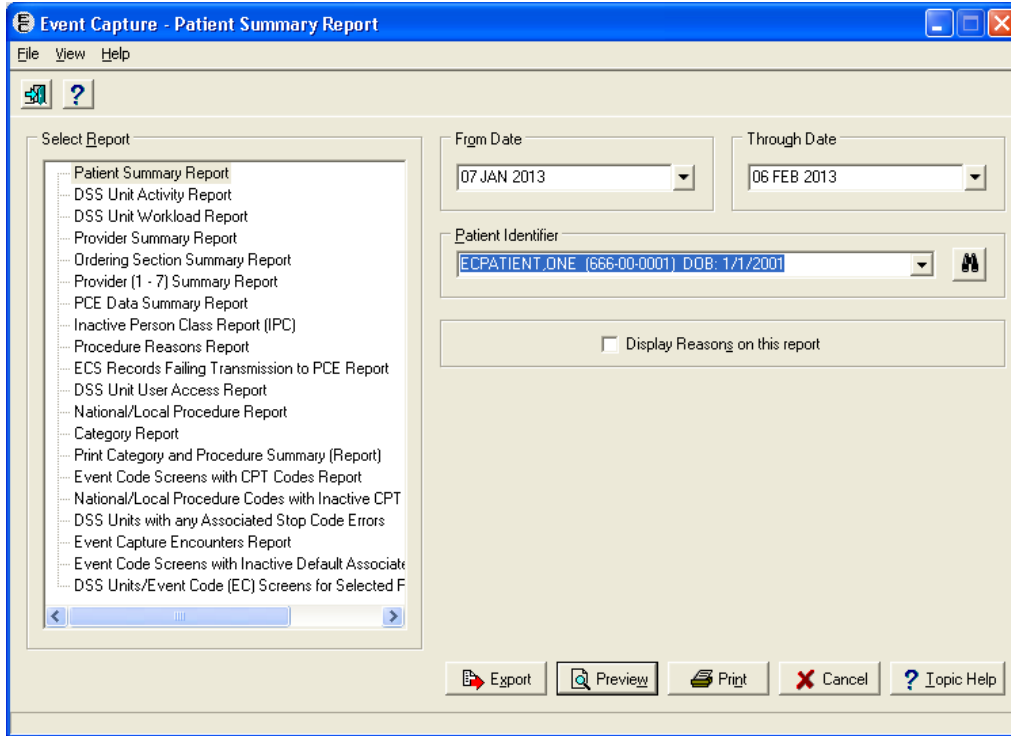 Event Capture - Patient Summary Report
File View Help
Select Report
Patient Summary Report
DSS Unit Activity Report
DSS Unit Workload Report
Provider Summary Report
Ordering Section Summary Report
Provider (1 - 7) Summary Report
PCE Data Summary Report
Inactive Person Class Report (IPC)
Procedure Reasons Report
ECS Records Failing Transmission to PCE Report
DSS Unit User Access Report
National/Local Procedure Report
Category Report
Print Category and Procedure Summary (Report)
Event Code Screens with CPT Codes Report
National/Local Procedure Codes with Inactive CPT
DSS Units with any Associated Stop Code Errors
Event Capture Encounters Report
Event Code Screens with Inactive Default Associate
DSS Units/Event Code (EC) Screens for Selected F
From Date
07 JAN 2013
Through Date
06 FEB 2013
Patient Identifier
ECPATIENT,ONE (666-00-0001) DOB: 1/1/2001
Display Reasons on this report
Export Preview Print Cancel ? Topic Help